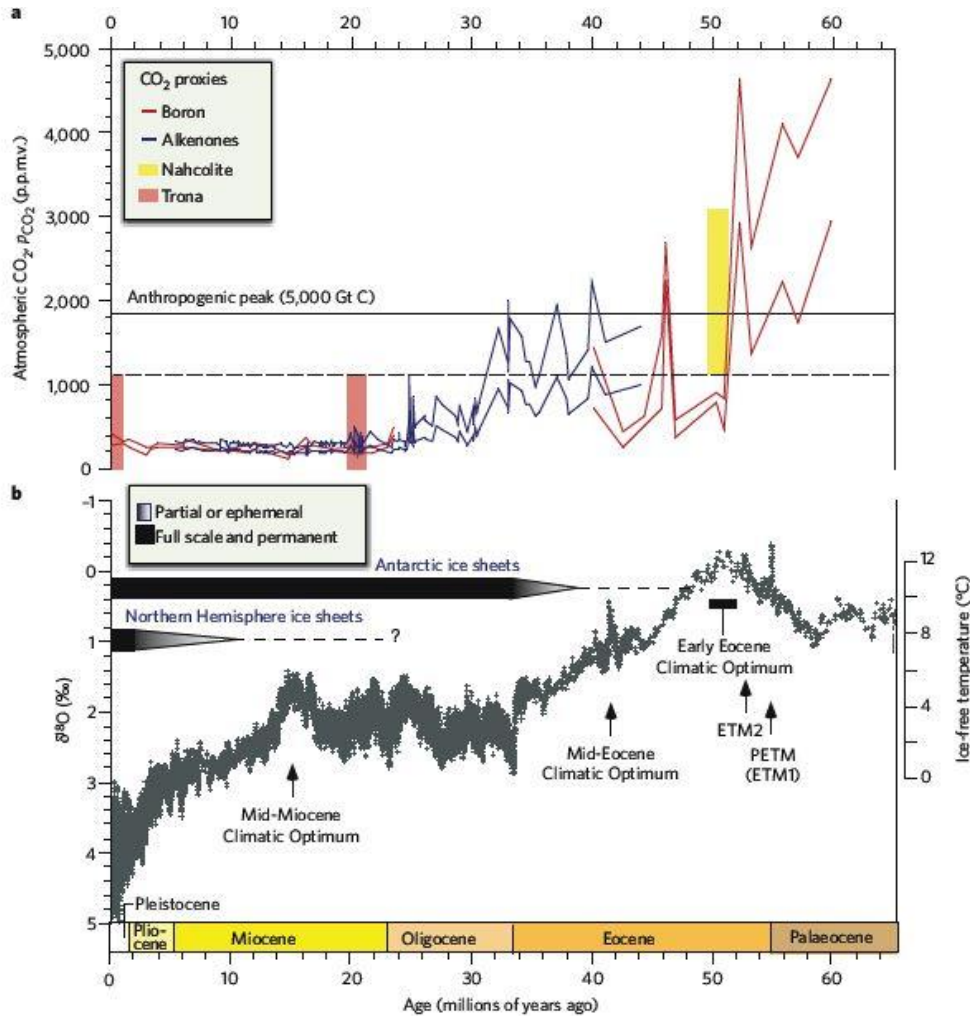 a
0 10 20 30 40 50 60
5,000
CO2 proxies
Boron
4,000
Alkenones
Nahcolite
Trona
3,000
Atmospheric CO2, pCO2 (p.p.m.v.)
Anthropogenic peak (5,000 Gt C)
2,000
1,000
0
b
–1
Partial or ephemeral
Full scale and permanent
Antarctic ice sheets
0
12
10
Northern Hemisphere ice sheets
?
1
8
Early Eocene
Climatic Optimum
6
δ18O (‰)
Ice-free temperature (°C)
2
4
ETM2
2
Mid-Eocene
Climatic Optimum
PETM
(ETM1)
3
0
Mid-Miocene
Climatic Optimum
4
Pleistocene
5
Plio-
cene
Miocene
Oligocene
Eocene
Palaeocene
0 10 20 30 40 50 60
Age (millions of years ago)